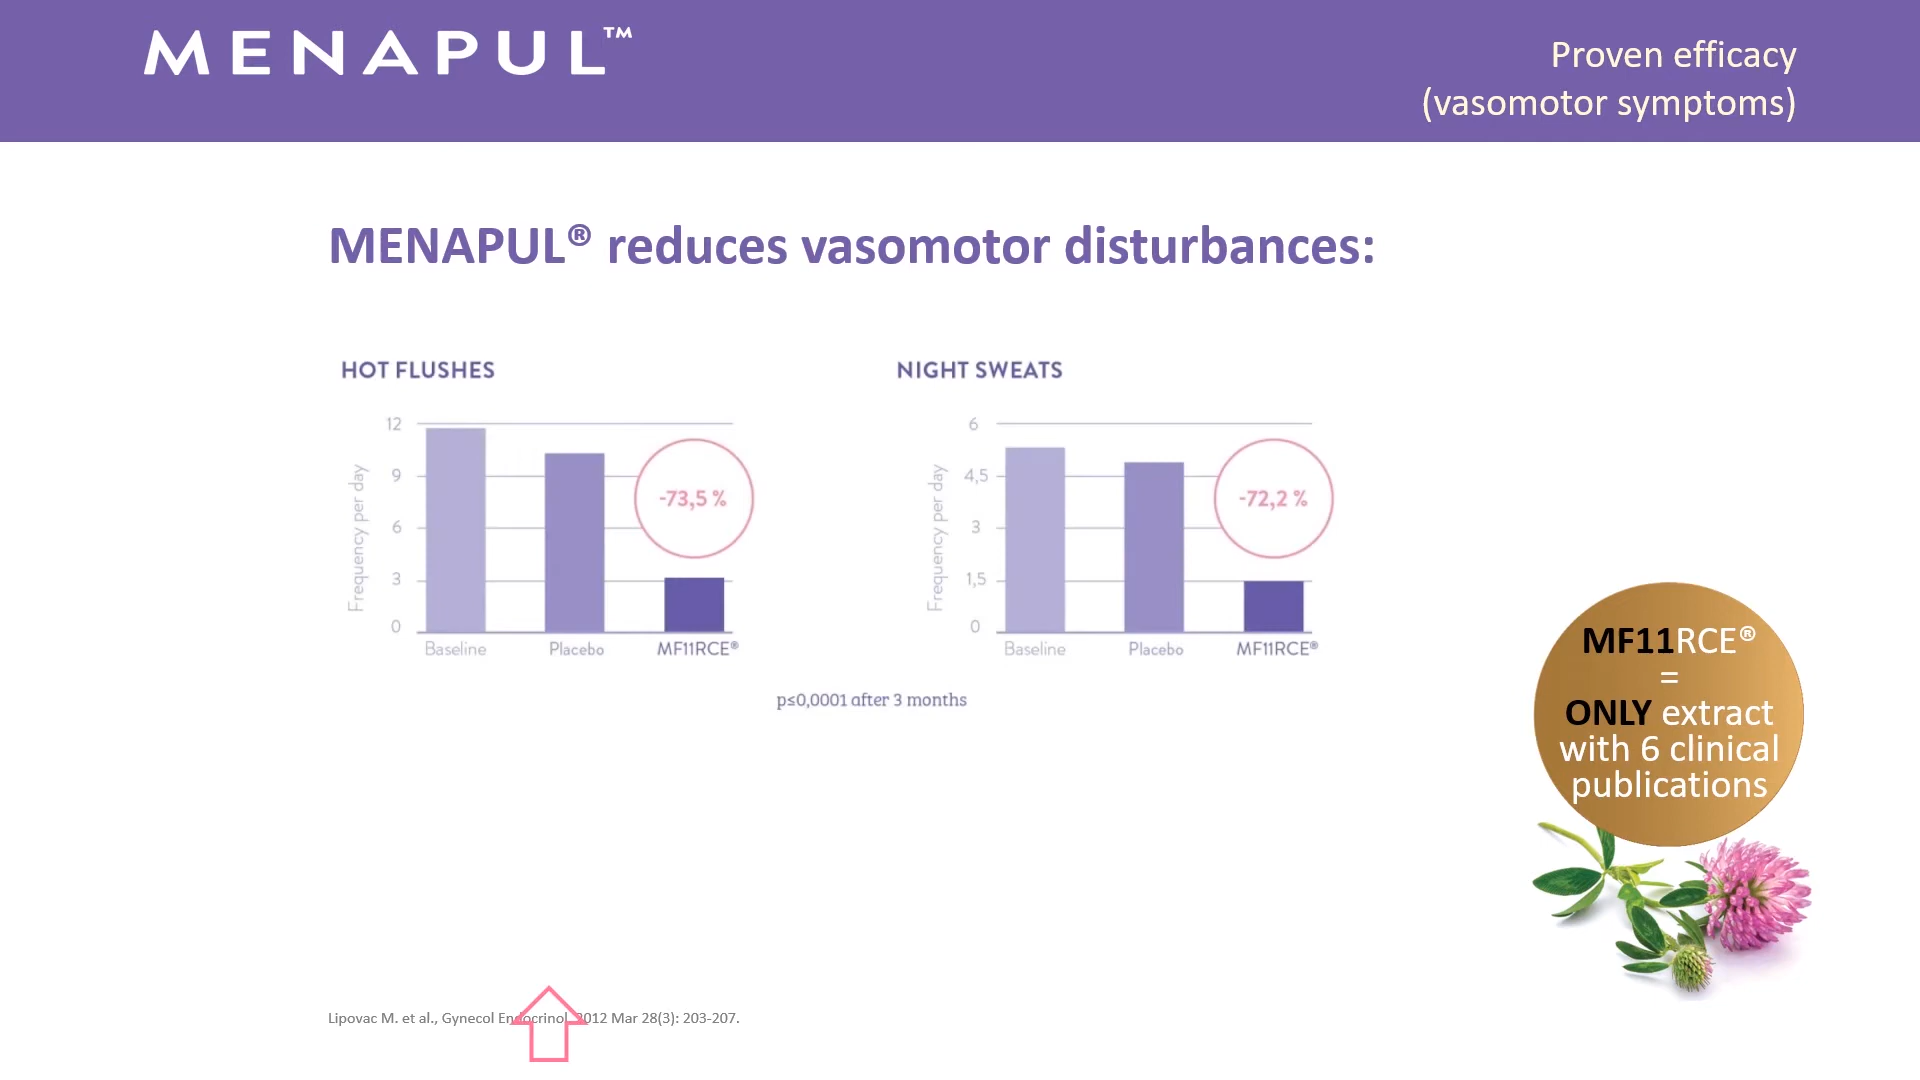 MENAPUL™
Proven efficacy
(vasomotor symptoms)
MENAPUL® reduces vasomotor disturbances:
HOT FLUSHES
Frequency per day
12
9
6
3
0
-73,5 %
Baseline
Placebo
MF11RCE®
NIGHT SWEATS
Frequency per day
6
4,5
3
1,5
0
-72,2 %
Baseline
Placebo
MF11RCE®
p≤0,0001 after 3 months
MF11RCE®
=
ONLY extract
with 6 clinical
publications
Lipovac M. et al., Gynecol Endocrinol. 2012 Mar 28(3): 203-207.